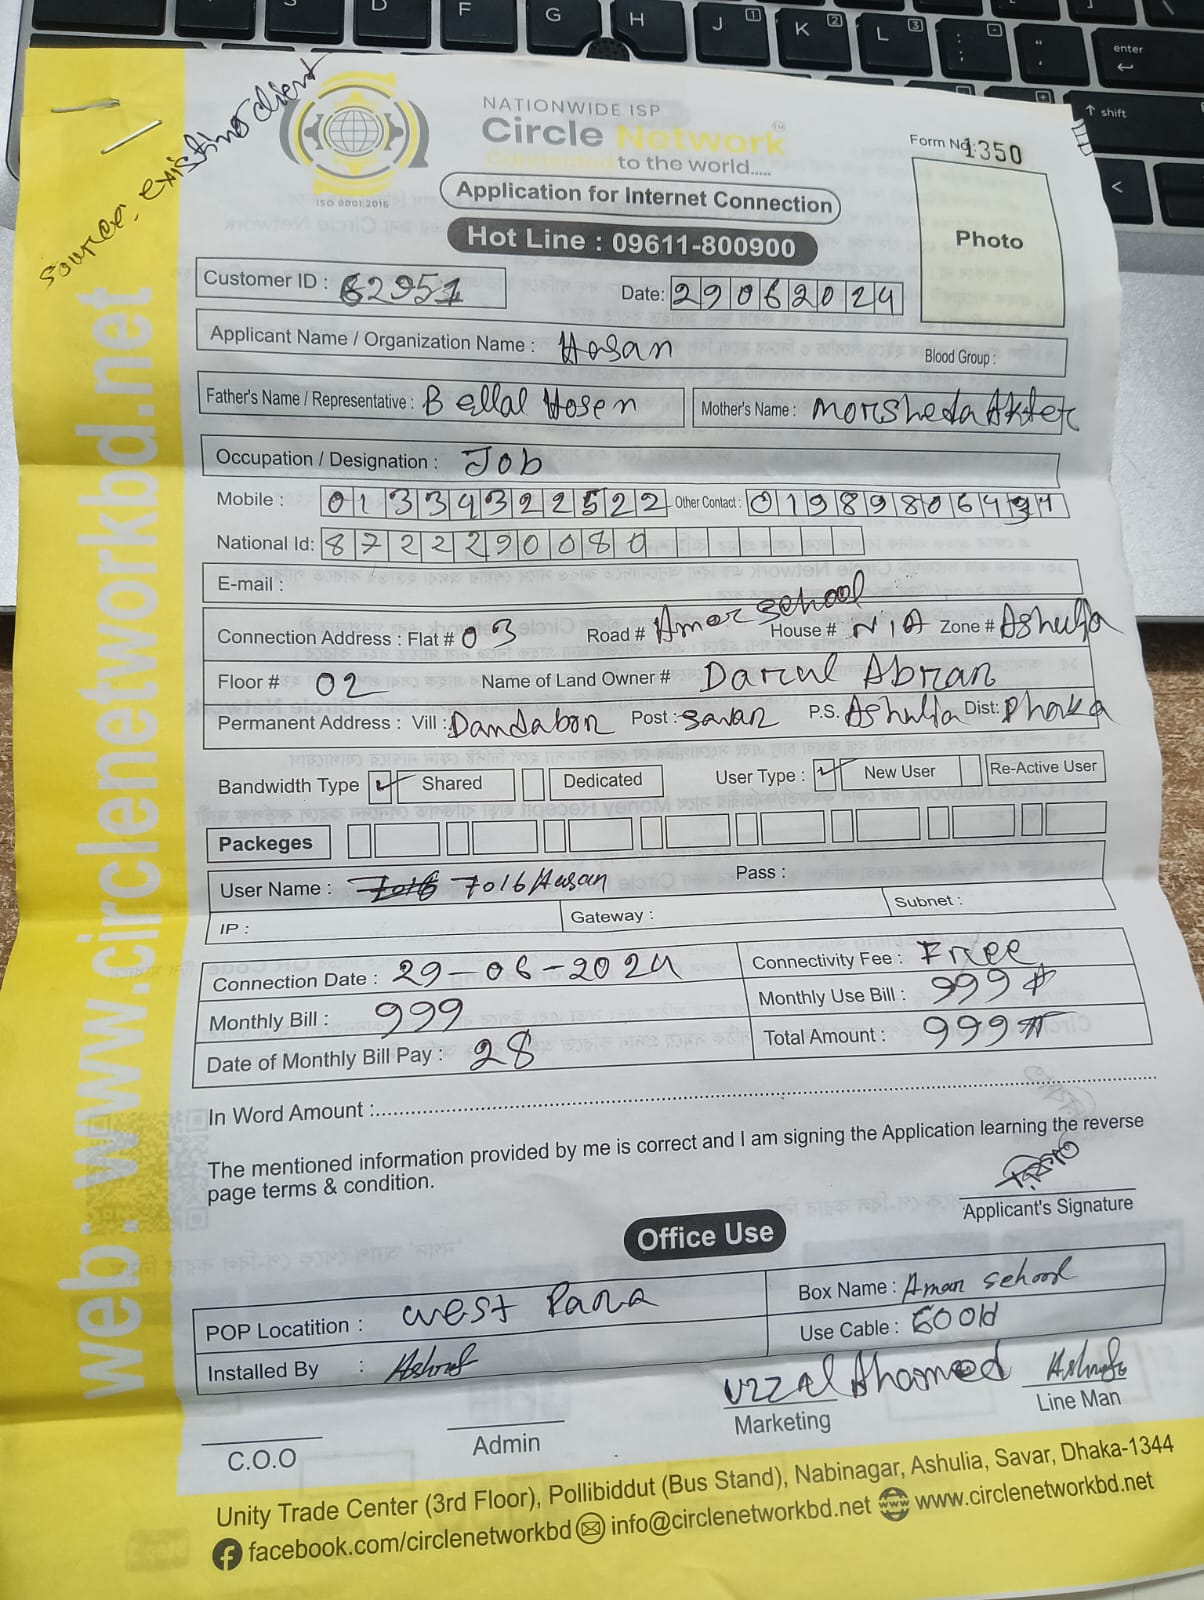 source- existing client
NATIONWIDE ISP
Circle Network
Connected to the world.....
ISO 9001:2015
Form No 1350
Application for Internet Connection
Hot Line : 09611-800900
Photo
Customer ID : 62951
Date: 29062024
Applicant Name / Organization Name : Hosan
Blood Group :
Father's Name / Representative : Bellal Hosen
Mother's Name : Morsheda Akter
Occupation / Designation : Job
Mobile : 01334322522 Other Contact :
National Id: 8722290080
E-mail :
Connection Address : Flat # 03 Road # Amar school House # N/A Zone # Ashulia
Floor # 02 Name of Land Owner # Darul Abran
Permanent Address : Vill : Dandabor Post : Savar P.S. Ashulia Dist: Dhaka
Bandwidth Type Shared Dedicated User Type : New User Re-Active User
Packeges
User Name : 7016Hasan Pass :
IP : Gateway : Subnet :
Connection Date : 29-06-2024 Connectivity Fee : Free
Monthly Bill : 999 Monthly Use Bill : 999
Date of Monthly Bill Pay : 28 Total Amount : 999
In Word Amount :
The mentioned information provided by me is correct and I am signing the Application learning the reverse
page terms & condition.
Applicant's Signature
Office Use
POP Locatition : West Para Box Name : Aman School
Installed By : Ashraf Use Cable :
Uzzal Ahamed
C.O.O Admin Marketing Line Man
Unity Trade Center (3rd Floor), Pollibiddut (Bus Stand), Nabinagar, Ashulia, Savar, Dhaka-1344
facebook.com/circlenetworkbd info@circlenetworkbd.net www.circlenetworkbd.net
web: www.circlenetworkbd.net